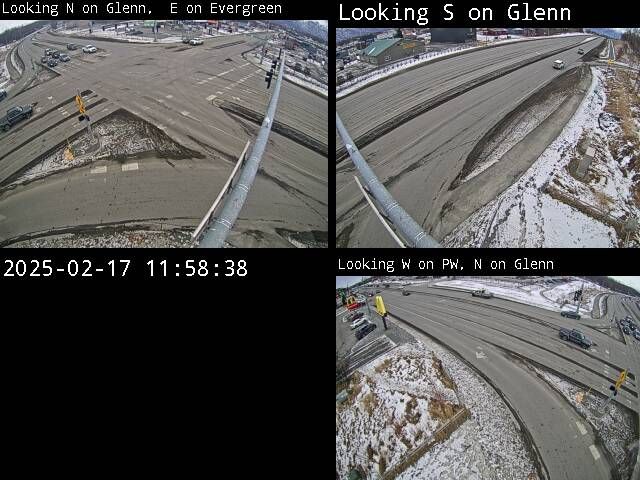 Looking N on Glenn,  E on Evergreen
Looking S on Glenn
2025-02-17 11:58:38
Looking W on PW, N on Glenn